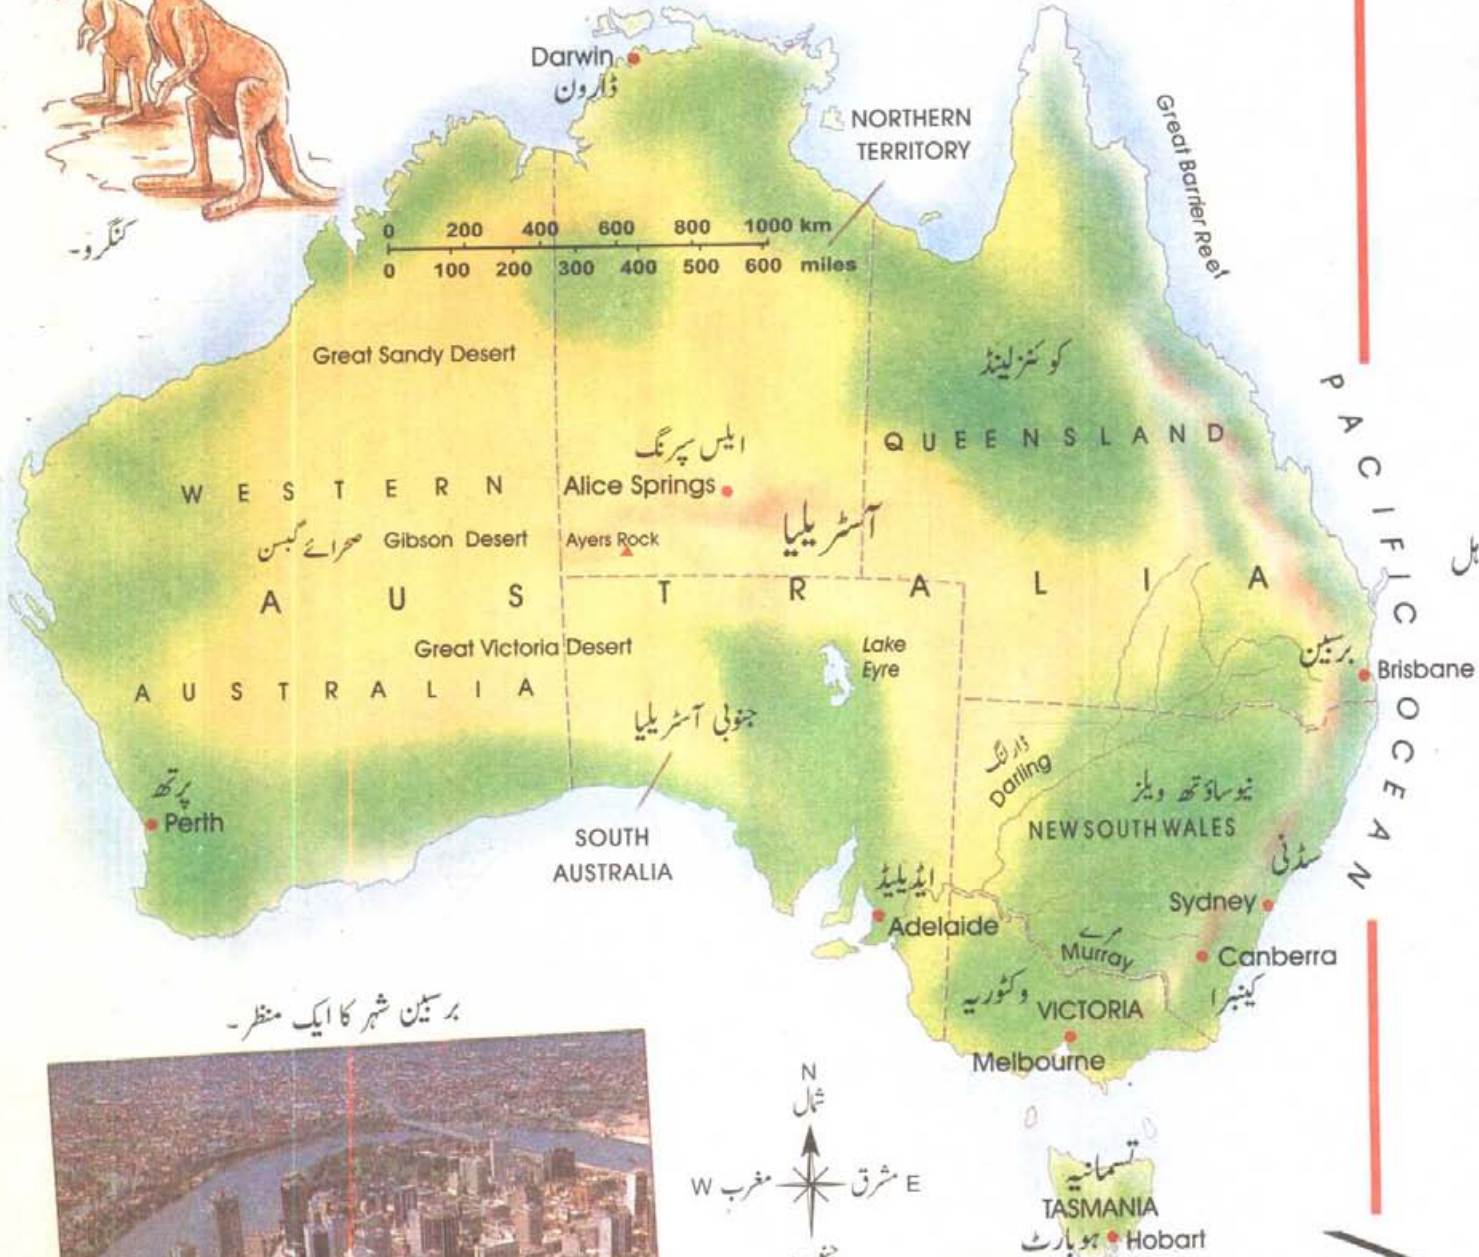 Darwin
ڈارون
NORTHERN
TERRITORY
Great Barrier Reef
کنگرو۔
0 200 400 600 800 1000 km
0 100 200 300 400 500 600 miles
Great Sandy Desert
کوئنزلینڈ
QUEENSLAND
PACIFIC OCEAN
ایلس سپرنگ
Alice Springs
WESTERN
صحرائے گبسن
Gibson Desert
Ayers Rock
آسٹریلیا
ہل
AUSTRALIA
Great Victoria Desert
Lake
Eyre
برسبین
Brisbane
AUSTRALIA
جنوبی آسٹریلیا
ڈارلنگ
Darling
پرتھ
Perth
نیوساؤتھ ویلز
NEW SOUTH WALES
SOUTH
AUSTRALIA
سڈنی
Sydney
ایڈیلیڈ
Adelaide
مرے
Murray
Canberra
کینبرا
وکٹوریہ
VICTORIA
Melbourne
برسبین شہر کا ایک منظر۔
N
شمال
W مغرب
مشرق E
تسمانیہ
TASMANIA
ہوبارٹ
Hobart